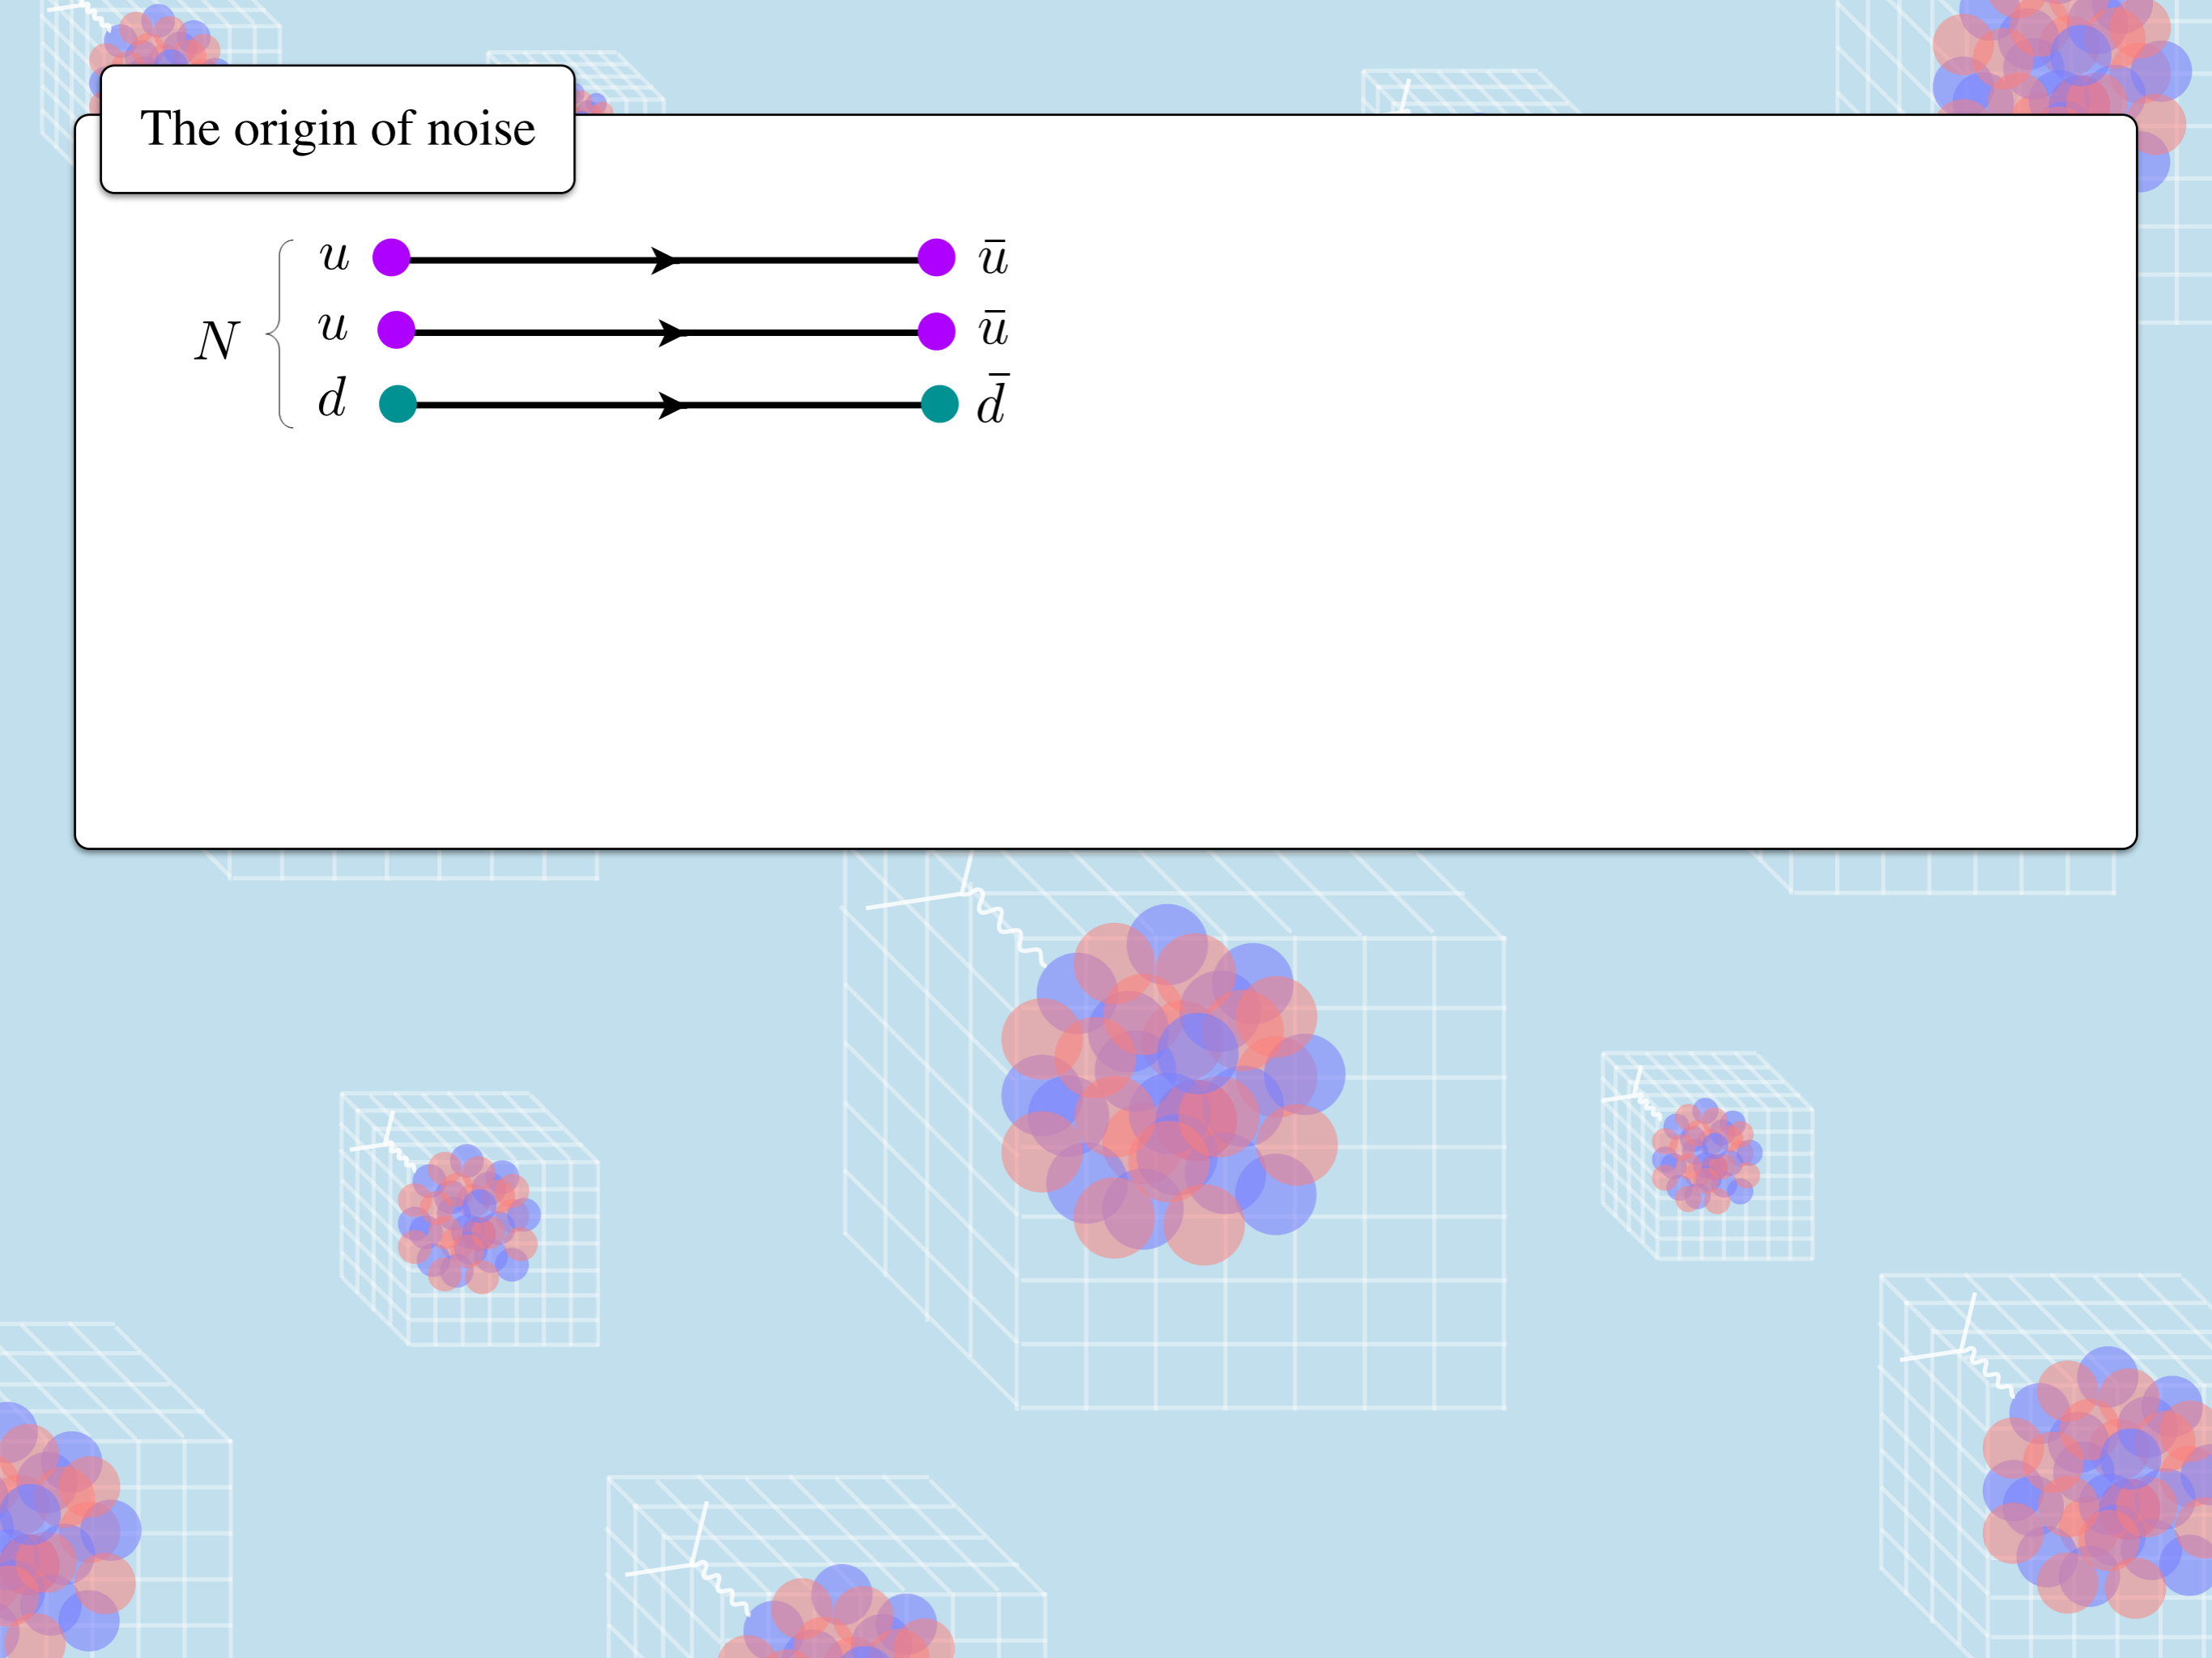 The origin of noise
u ū
u ū
N
d d̄